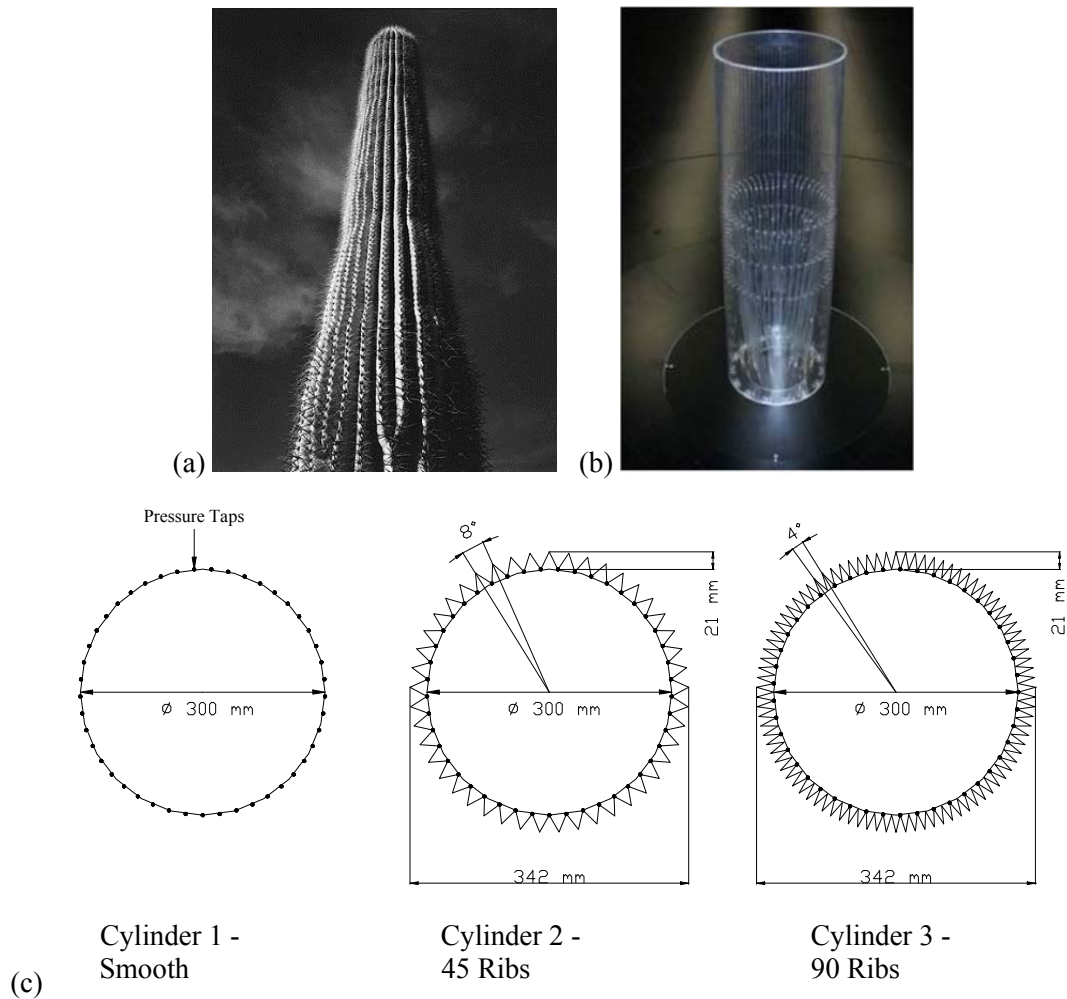 (a)
(b)
Pressure Taps
8°
4°
21 mm
21 mm
Ø 300 mm
Ø 300 mm
Ø 300 mm
342 mm
342 mm
Cylinder 1 -
Smooth
Cylinder 2 -
45 Ribs
Cylinder 3 -
90 Ribs
(c)